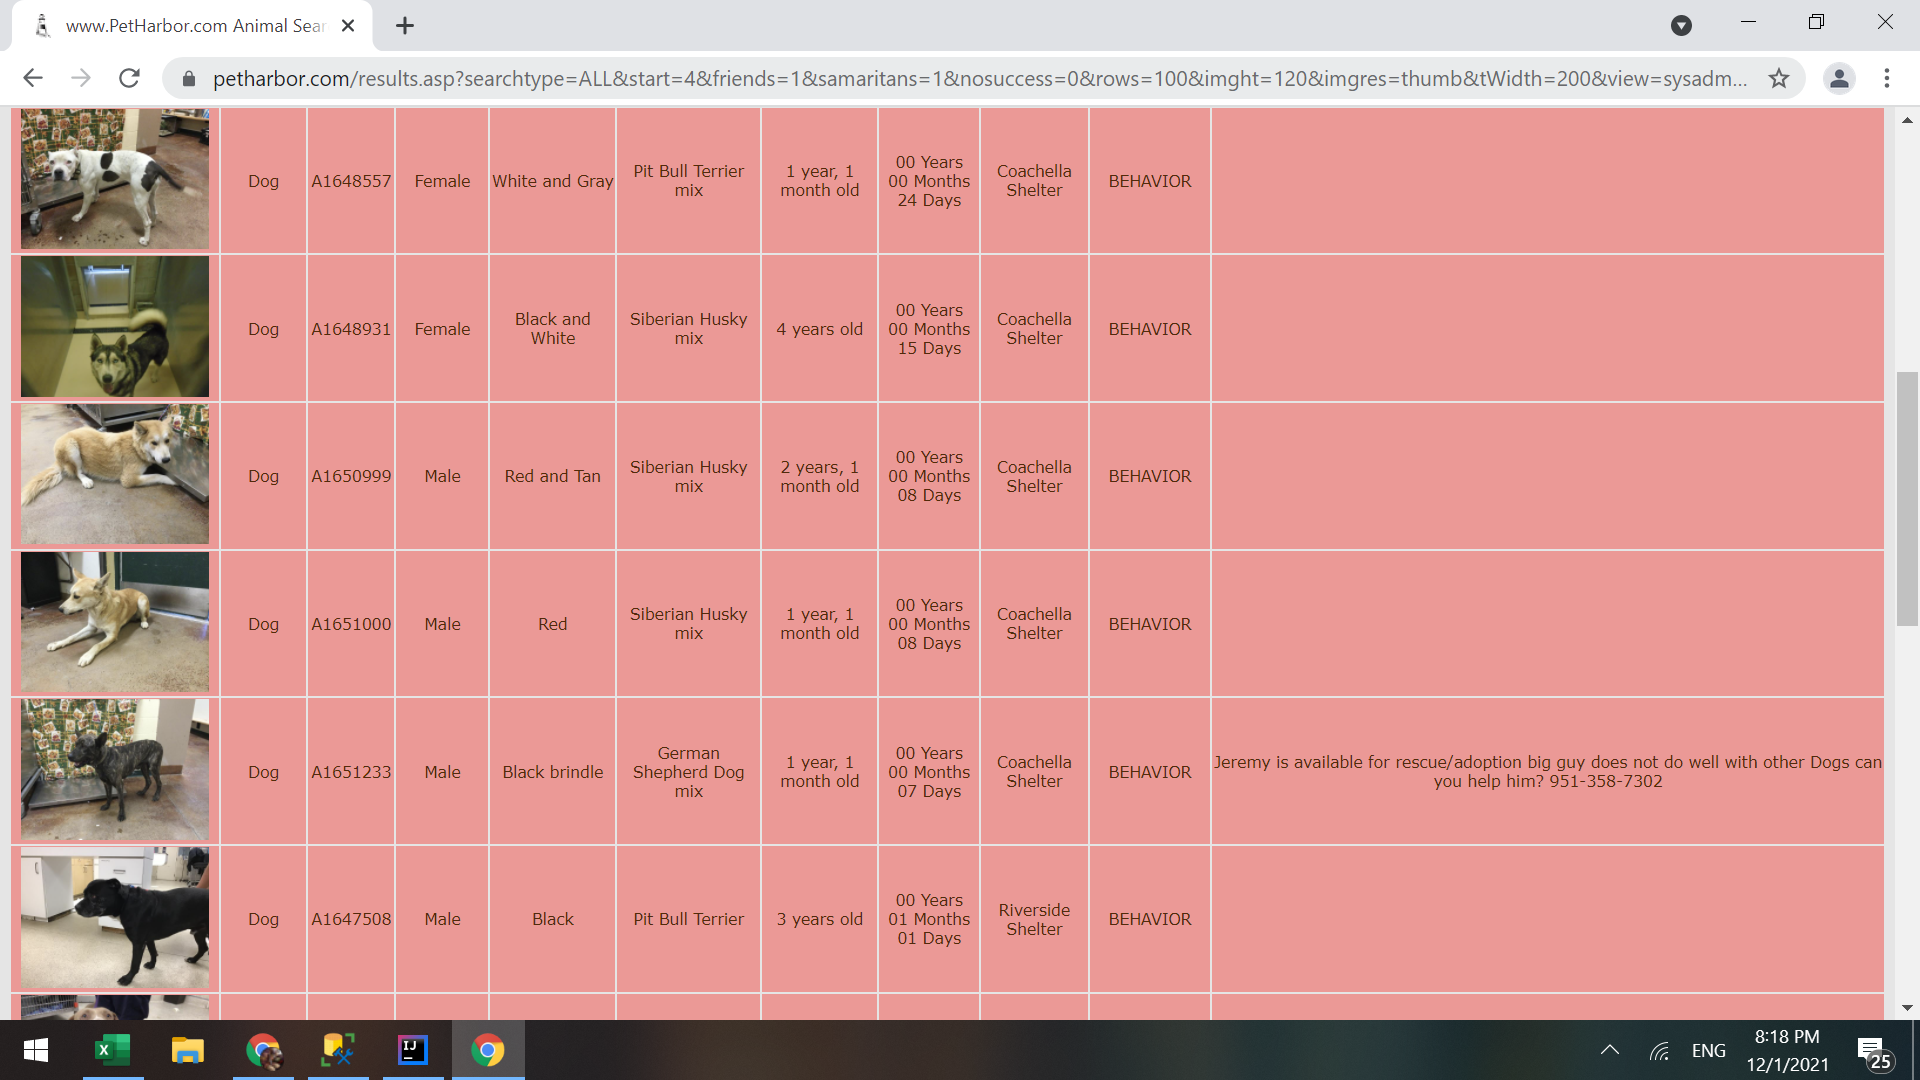 www.PetHarbor.com Animal Sear
petharbor.com/results.asp?searchtype=ALL&start=4&friends=1&samaritans=1&nosuccess=0&rows=100&imght=120&imgres=thumb&tWidth=200&view=sysadm...
Dog A1648557 Female White and Gray Pit Bull Terrier mix 1 year, 1 month old 00 Years 00 Months 24 Days Coachella Shelter BEHAVIOR
Dog A1648931 Female Black and White Siberian Husky mix 4 years old 00 Years 00 Months 15 Days Coachella Shelter BEHAVIOR
Dog A1650999 Male Red and Tan Siberian Husky mix 2 years, 1 month old 00 Years 00 Months 08 Days Coachella Shelter BEHAVIOR
Dog A1651000 Male Red Siberian Husky mix 1 year, 1 month old 00 Years 00 Months 08 Days Coachella Shelter BEHAVIOR
Dog A1651233 Male Black brindle German Shepherd Dog mix 1 year, 1 month old 00 Years 00 Months 07 Days Coachella Shelter BEHAVIOR Jeremy is available for rescue/adoption big guy does not do well with other Dogs can you help him? 951-358-7302
Dog A1647508 Male Black Pit Bull Terrier 3 years old 00 Years 01 Months 01 Days Riverside Shelter BEHAVIOR
X
IJ
ENG
8:18 PM
12/1/2021
25